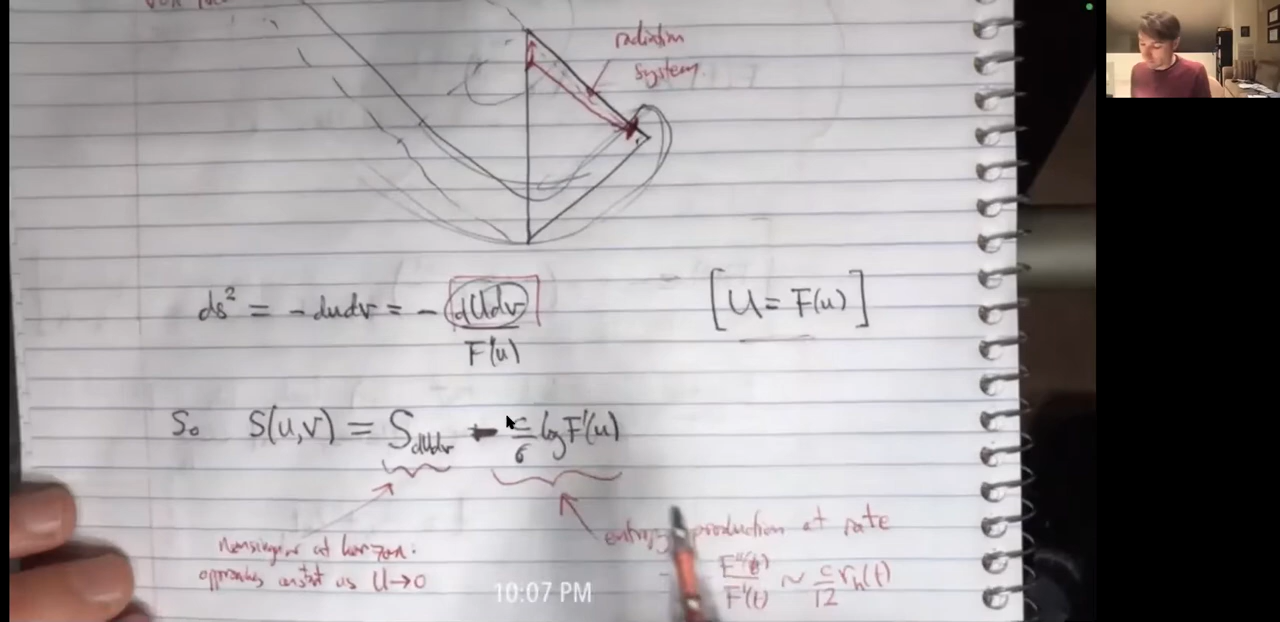 radiation
system.
ds² = -dudv = - dUdv / F'(u) [U = F(u)]
So S(u,v) = S_dUdv - c/6 log F'(u)
entropy production at rate
nonsingular at horizon.
approaches const as U→0
F''(t) / F'(t) ~ c/12 r_h(t)
10:07 PM